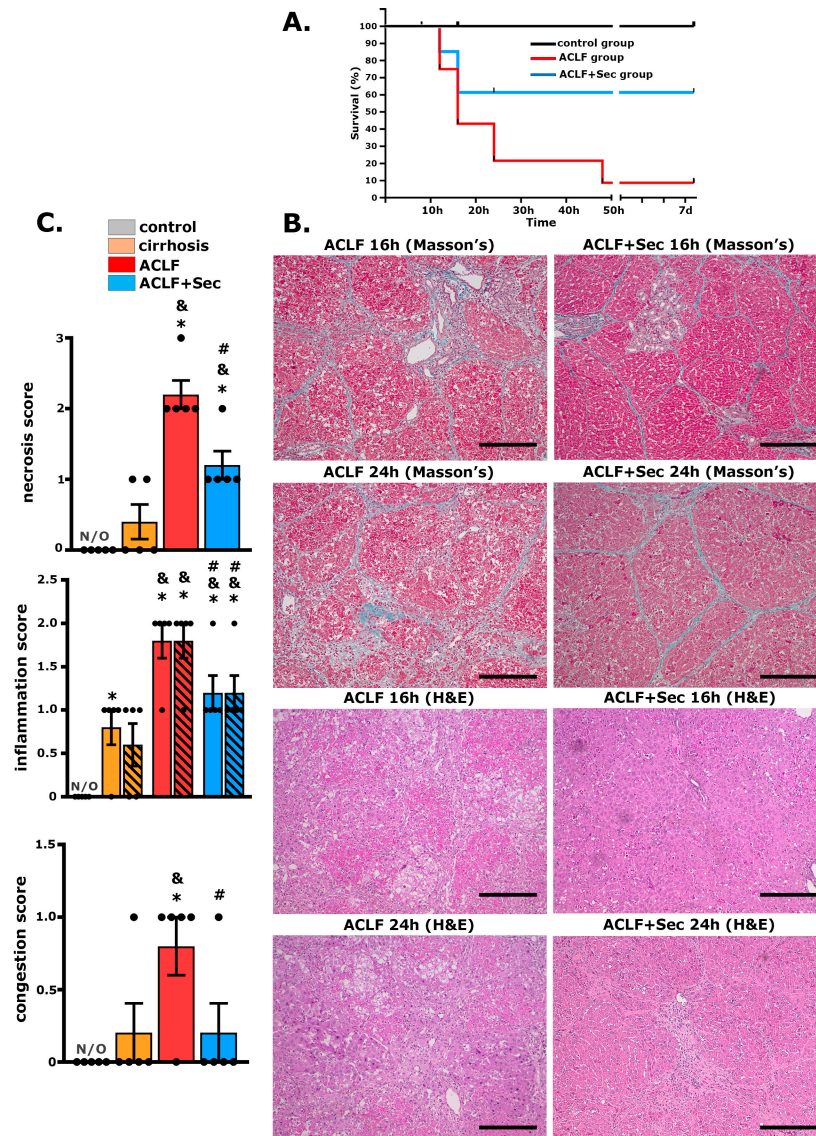 A.
100
90
80
70
60
50
40
30
20
10
0
Survival (%)
control group
ACLF group
ACLF+Sec group
10h 20h 30h 40h 50h 7d
Time
C.
control
cirrhosis
ACLF
ACLF+Sec
necrosis score
3
2
1
0
N/O
&
*
#
&
*
inflammation score
2.5
2.0
1.5
1.0
0.5
0
N/O
*
& &
* *
# #
& &
* *
congestion score
1.5
1.0
0.5
0
N/O
&
*
#
B.
ACLF 16h (Masson's) ACLF+Sec 16h (Masson's)
ACLF 24h (Masson's) ACLF+Sec 24h (Masson's)
ACLF 16h (H&E) ACLF+Sec 16h (H&E)
ACLF 24h (H&E) ACLF+Sec 24h (H&E)